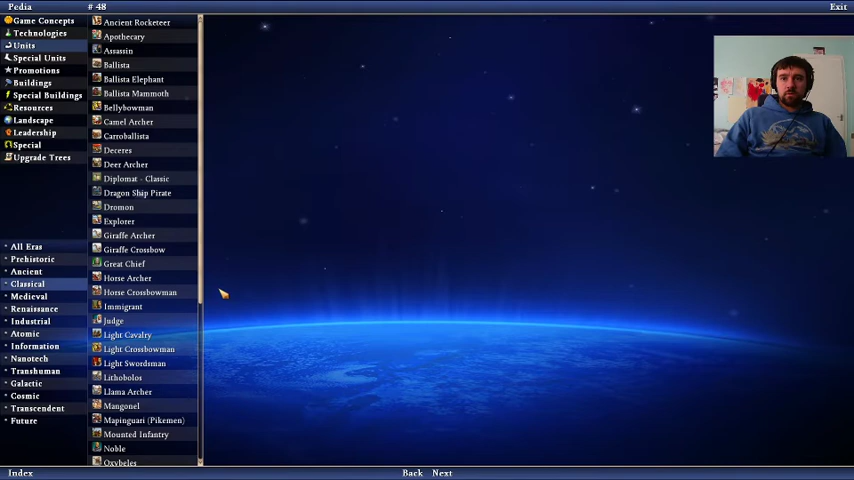 Pedia # 48 Exit
Game Concepts
Technologies
Units
Special Units
Promotions
Buildings
Special Buildings
Resources
Landscape
Leadership
Special
Upgrade Trees
All Eras
Prehistoric
Ancient
Classical
Medieval
Renaissance
Industrial
Atomic
Information
Nanotech
Transhuman
Galactic
Cosmic
Transcendent
Future
Ancient Rocketeer
Apothecary
Assassin
Ballista
Ballista Elephant
Ballista Mammoth
Bellybowman
Camel Archer
Carroballista
Deceres
Deer Archer
Diplomat - Classic
Dragon Ship Pirate
Dromon
Explorer
Giraffe Archer
Giraffe Crossbow
Great Chief
Horse Archer
Horse Crossbowman
Immigrant
Judge
Light Cavalry
Light Crossbowman
Light Swordsman
Lithobolos
Llama Archer
Mangonel
Mapinguari (Pikemen)
Mounted Infantry
Noble
Oxybeles
Index Back Next